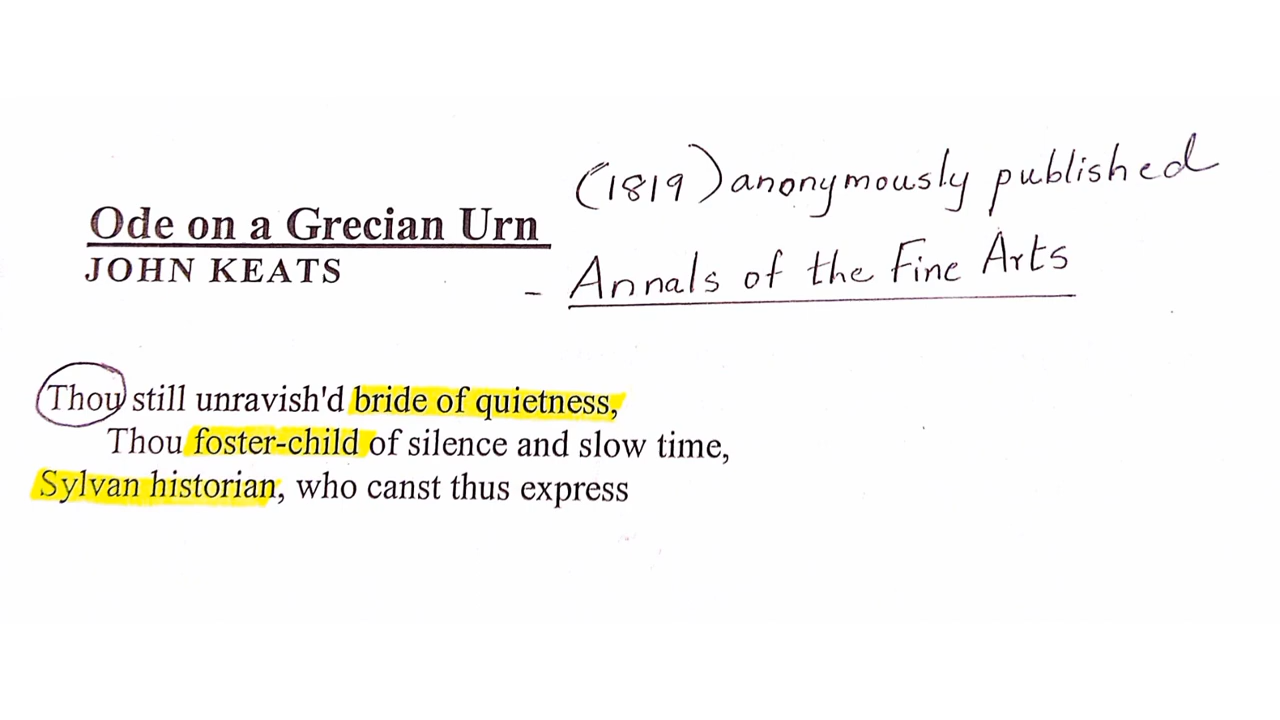 (1819) anonymously published
Ode on a Grecian Urn
JOHN KEATS
- Annals of the Fine Arts
Thou still unravish'd bride of quietness,
Thou foster-child of silence and slow time,
Sylvan historian, who canst thus express